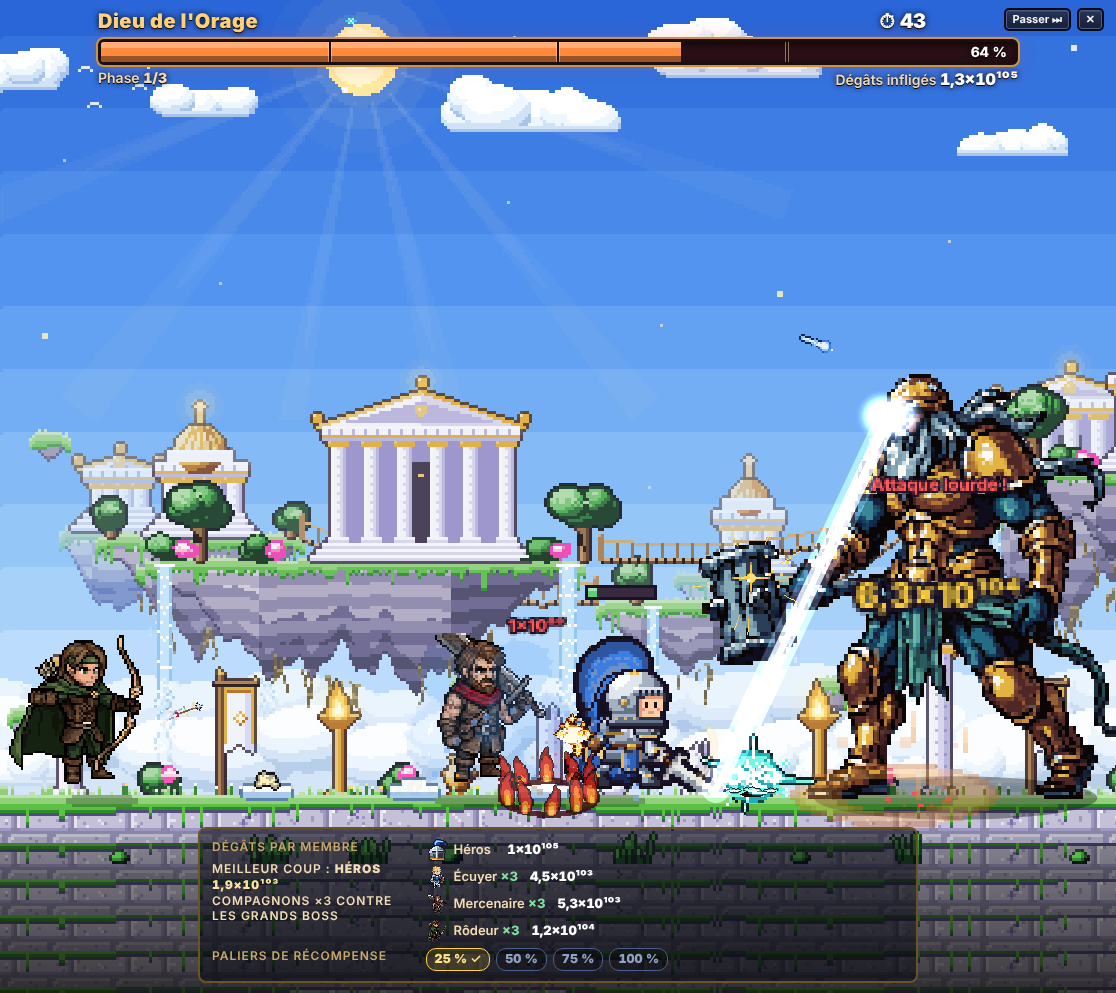 Dieu de l'Orage
43
Passer
64 %
Phase 1/3
Dégâts infligés 1,3×10¹⁰⁵
Attaque lourde !
DÉGÂTS PAR MEMBRE
MEILLEUR COUP : HÉROS
1,9×10¹⁰³
COMPAGNONS ×3 CONTRE
LES GRANDS BOSS
Héros 1×10¹⁰⁵
Écuyer ×3 4,5×10¹⁰³
Mercenaire ×3 5,3×10¹⁰³
Rôdeur ×3 1,2×10¹⁰⁴
PALIERS DE RÉCOMPENSE
25 % ✓ 50 % 75 % 100 %